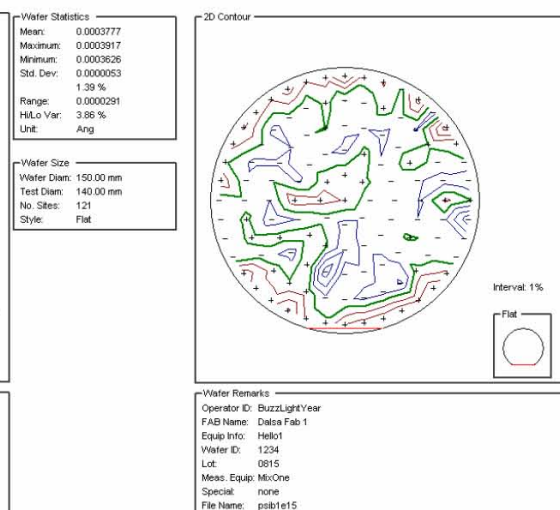 Wafer Statistics
Mean: 0.0003777
Maximum: 0.0003917
Minimum: 0.0003626
Std. Dev: 0.0000053
1.39 %
Range: 0.0000291
Hi/Lo Var: 3.86 %
Unit: Ang
Wafer Size
Wafer Diam: 150.00 mm
Test Diam: 140.00 mm
No. Sites: 121
Style: Flat
2D Contour
Interval: 1%
Flat
Wafer Remarks
Operator ID: BuzzLightYear
FAB Name: Dalsa Fab 1
Equip Info: Hello1
Wafer ID: 1234
Lot: 0815
Meas. Equip: MixOne
Special: none
File Name: psib1e15